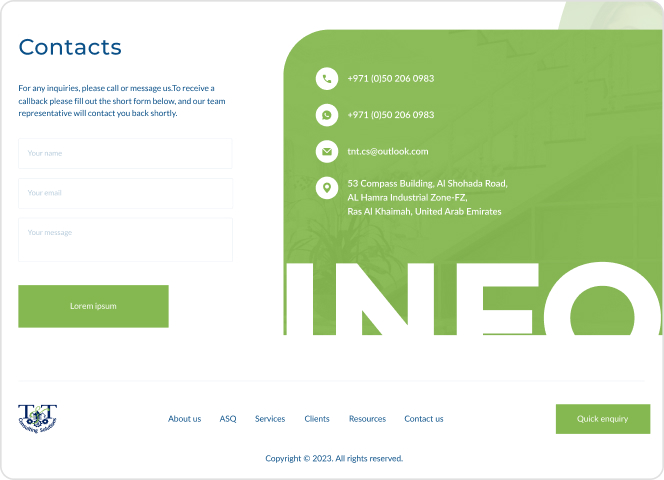 Contacts
For any inquiries, please call or message us.To receive a
callback please fill out the short form below, and our team
representative will contact you back shortly.
Your name
Your email
Your message
Lorem ipsum
+971 (0)50 206 0983
+971 (0)50 206 0983
tnt.cs@outlook.com
53 Compass Building, Al Shohada Road,
AL Hamra Industrial Zone-FZ,
Ras Al Khaimah, United Arab Emirates
INFO
T&T
Consulting Solutions
About us
ASQ
Services
Clients
Resources
Contact us
Quick enquiry
Copyright © 2023. All rights reserved.